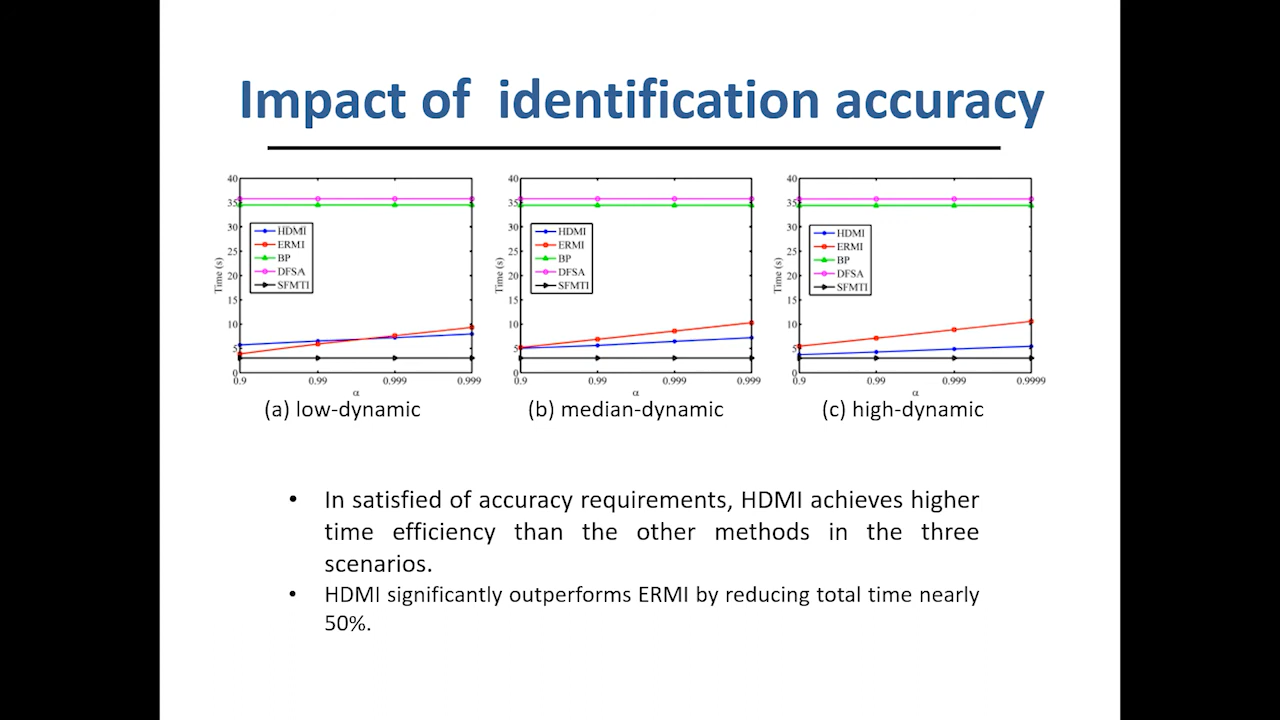 Impact of  identification accuracy
40
35
30
25
20
15
10
5
0
Time (s)
HDMI
ERMI
BP
DFSA
SFMTI
0.9 0.99 0.999 0.999
α
(a) low-dynamic
40
35
30
25
20
15
10
5
0
Time (s)
HDMI
ERMI
BP
DFSA
SFMTI
0.9 0.99 0.999 0.999
α
(b) median-dynamic
40
35
30
25
20
15
10
5
0
Time (s)
HDMI
ERMI
BP
DFSA
SFMTI
0.9 0.99 0.999 0.9999
α
(c) high-dynamic
• In satisfied of accuracy requirements, HDMI achieves higher
time efficiency than the other methods in the three
scenarios.
• HDMI significantly outperforms ERMI by reducing total time nearly
50%.